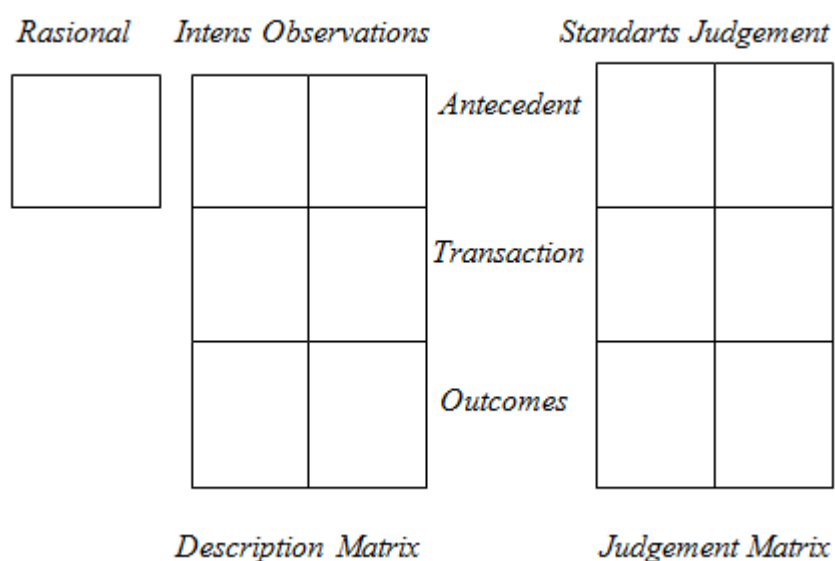 Rasional Intens Observations Standarts Judgement
Antecedent
Transaction
Outcomes
Description Matrix Judgement Matrix